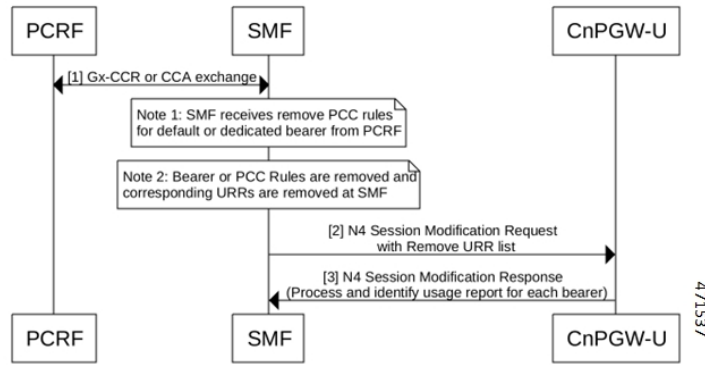 PCRF
SMF
CnPGW-U
[1] Gx-CCR or CCA exchange
Note 1: SMF receives remove PCC rules
for default or dedicated bearer from PCRF
Note 2: Bearer or PCC Rules are removed and
corresponding URRs are removed at SMF
[2] N4 Session Modification Request
with Remove URR list
[3] N4 Session Modification Response
(Process and identify usage report for each bearer)
PCRF
SMF
CnPGW-U
471537